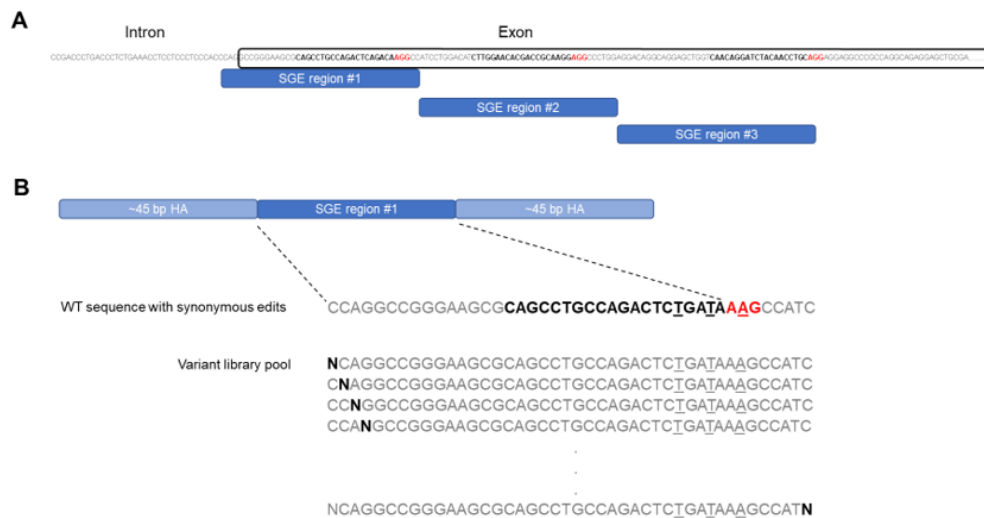 A
Intron Exon
CCGACCCTGACCCTCTGAAACCTCCTCCCTCCCACCCAGGCCGGGAAGCGCAGCCTGCCAGACTCAGACAAGGCCATCCTGGACATCTTGGAACACGACCGCAAGGAGGCCCTGGAGGACAGGCAGGAGCTGGTCAACAGGATCTACAACCTGCAGGAGGAGGCCCGCCAGGCAGAGGAGCTGCGA
SGE region #1
SGE region #2
SGE region #3
B
~45 bp HA SGE region #1 ~45 bp HA
WT sequence with synonymous edits CCAGGCCGGGAAGCGCAGCCTGCCAGACTCTGATAAAGCCATC
Variant library pool NCAGGCCGGGAAGCGCAGCCTGCCAGACTCTGATAAAGCCATC
CNAGGCCGGGAAGCGCAGCCTGCCAGACTCTGATAAAGCCATC
CCNGGCCGGGAAGCGCAGCCTGCCAGACTCTGATAAAGCCATC
CCANGCCGGGAAGCGCAGCCTGCCAGACTCTGATAAAGCCATC
.
.
.
NCAGGCCGGGAAGCGCAGCCTGCCAGACTCTGATAAAGCCATN